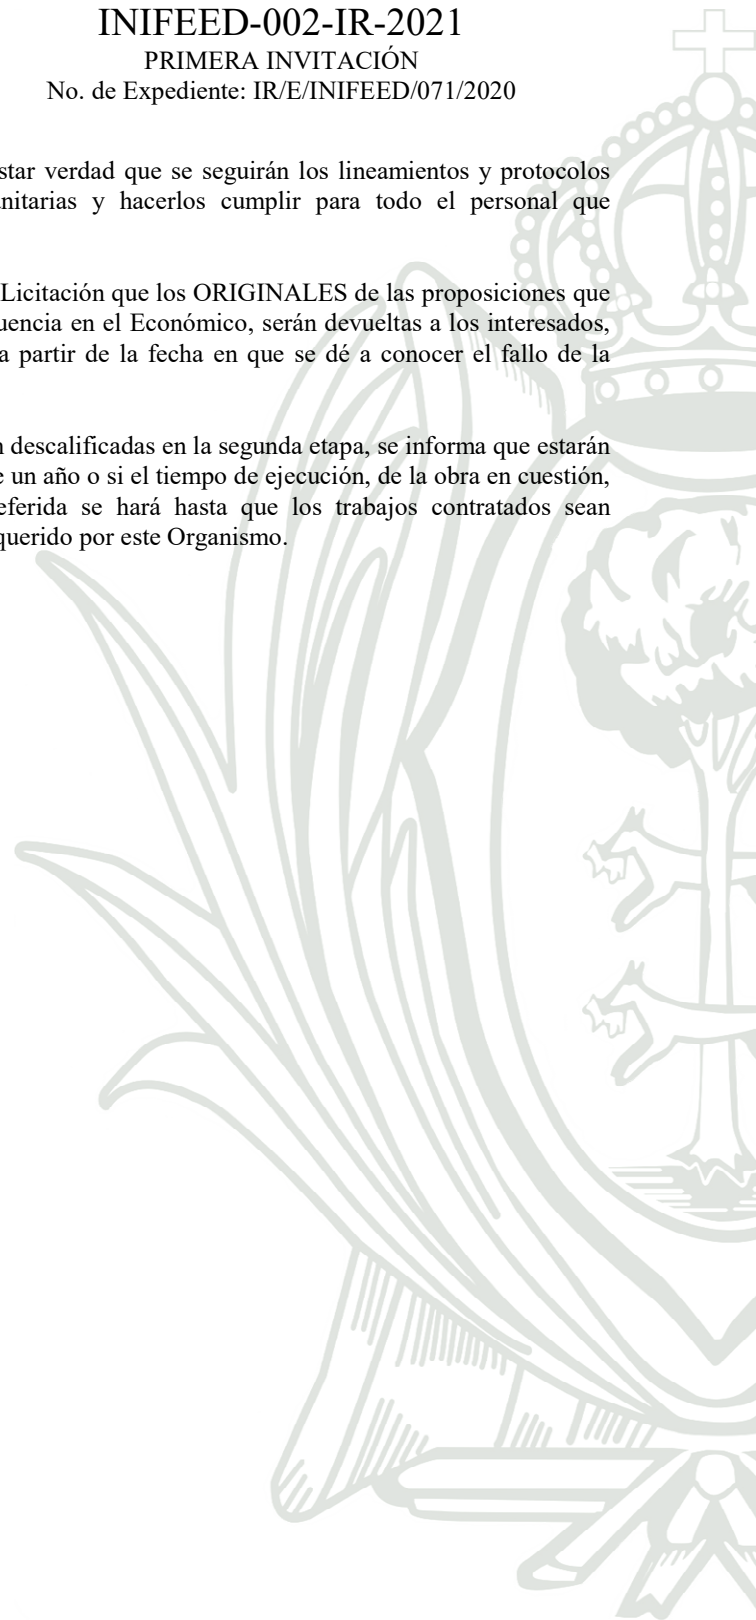 INIFEED-002-IR-2021
PRIMERA INVITACIÓN
No. de Expediente: IR/E/INIFEED/071/2020
star verdad que se seguirán los lineamientos y protocolos
nitarias y hacerlos cumplir para todo el personal que
Licitación que los ORIGINALES de las proposiciones que
uencia en el Económico, serán devueltas a los interesados,
a partir de la fecha en que se dé a conocer el fallo de la
n descalificadas en la segunda etapa, se informa que estarán
e un año o si el tiempo de ejecución, de la obra en cuestión,
eferida se hará hasta que los trabajos contratados sean
querido por este Organismo.